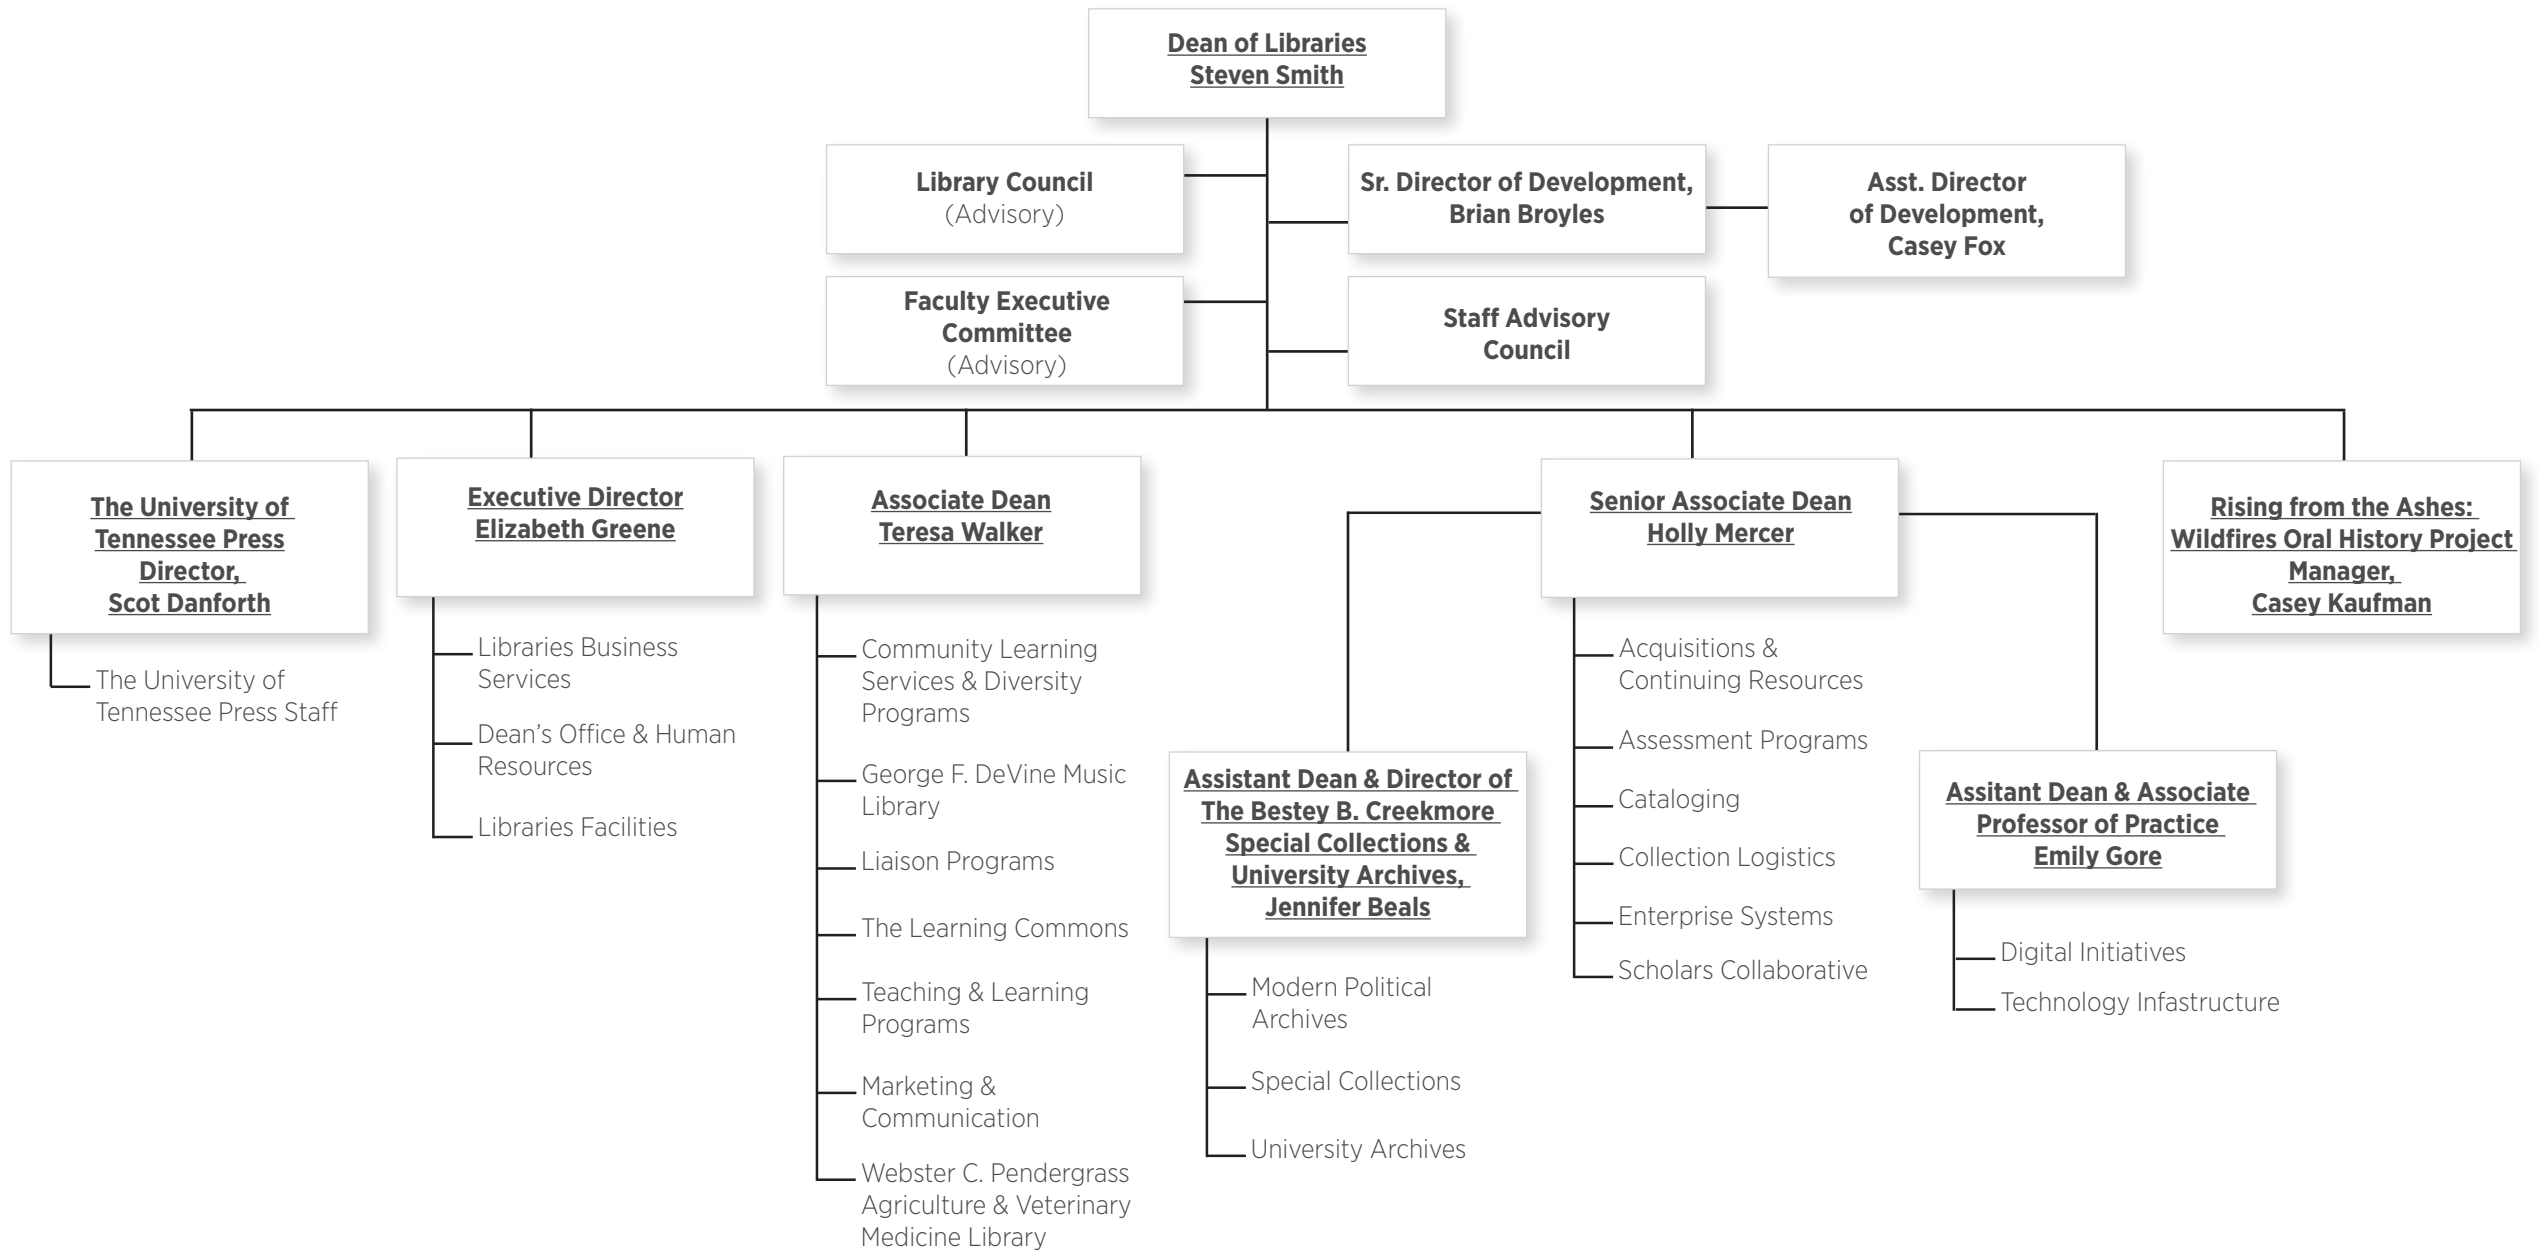 Dean of Libraries
Steven Smith
Library Council
(Advisory)
Sr. Director of Development,
Brian Broyles
Asst. Director
of Development,
Casey Fox
Faculty Executive
Committee
(Advisory)
Staff Advisory
Council
The University of
Tennessee Press
Director,
Scot Danforth
The University of
Tennessee Press Staff
Executive Director
Elizabeth Greene
Libraries Business
Services
Dean’s Office & Human
Resources
Libraries Facilities
Associate Dean
Teresa Walker
Community Learning
Services & Diversity
Programs
George F. DeVine Music
Library
Liaison Programs
The Learning Commons
Teaching & Learning
Programs
Marketing &
Communication
Webster C. Pendergrass
Agriculture & Veterinary
Medicine Library
Senior Associate Dean
Holly Mercer
Assistant Dean & Director of
The Bestey B. Creekmore
Special Collections &
University Archives,
Jennifer Beals
Modern Political
Archives
Special Collections
University Archives
Acquisitions &
Continuing Resources
Assessment Programs
Cataloging
Collection Logistics
Enterprise Systems
Scholars Collaborative
Assitant Dean & Associate
Professor of Practice
Emily Gore
Digital Initiatives
Technology Infastructure
Rising from the Ashes:
Wildfires Oral History Project
Manager,
Casey Kaufman